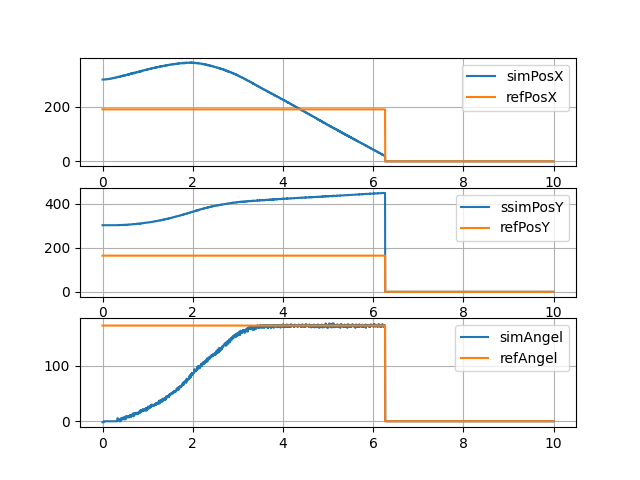 simPosX
refPosX
200
0
0 2 4 6 8 10
ssimPosY
refPosY
400
200
0
0 2 4 6 8 10
simAngel
refAngel
100
0
0 2 4 6 8 10